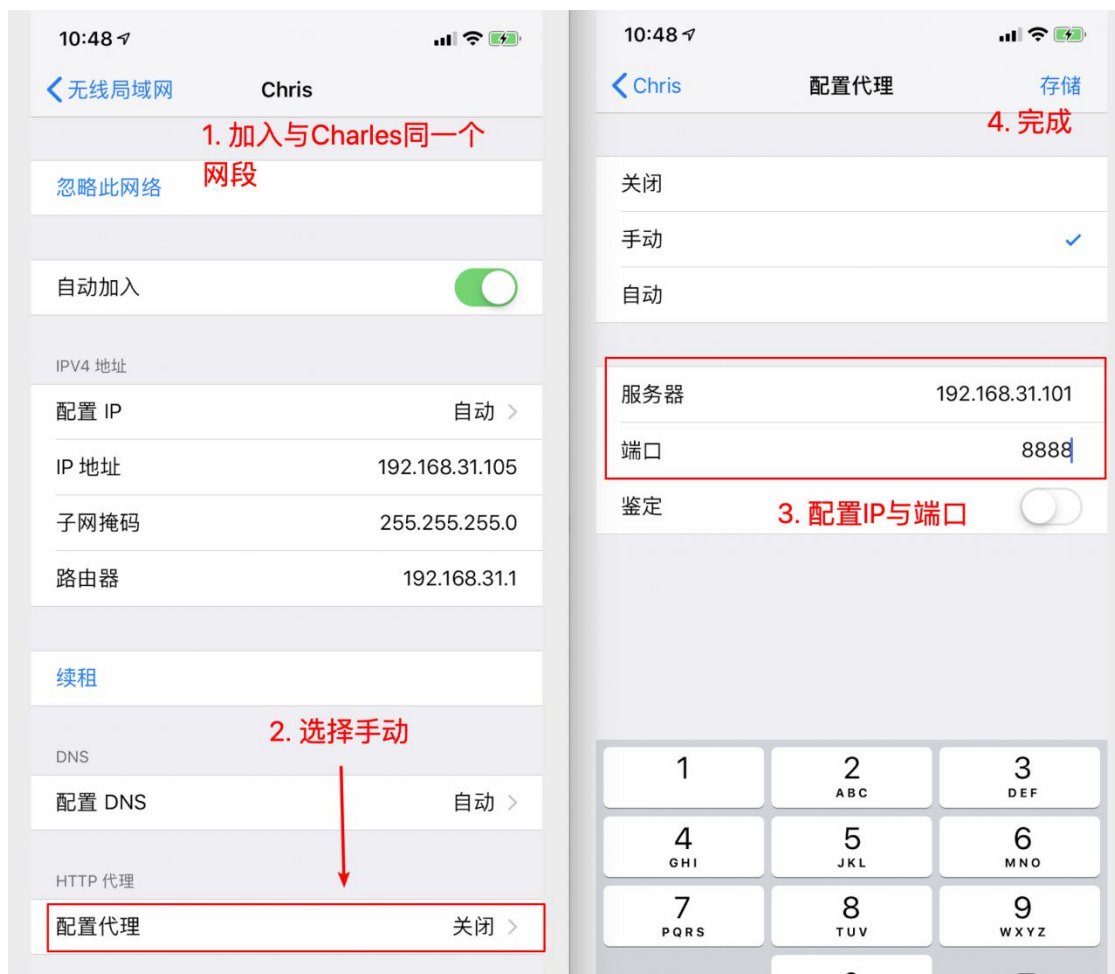 10:48
无线局域网
Chris
1. 加入与Charles同一个
网段
忽略此网络
自动加入
IPV4 地址
配置 IP
自动
IP 地址
192.168.31.105
子网掩码
255.255.255.0
路由器
192.168.31.1
续租
2. 选择手动
DNS
配置 DNS
自动
HTTP 代理
配置代理
关闭
10:48
Chris
配置代理
存储
4. 完成
关闭
手动
自动
服务器
192.168.31.101
端口
8888
鉴定
3. 配置IP与端口
1
2
ABC
3
DEF
4
GHI
5
JKL
6
MNO
7
PQRS
8
TUV
9
WXYZ